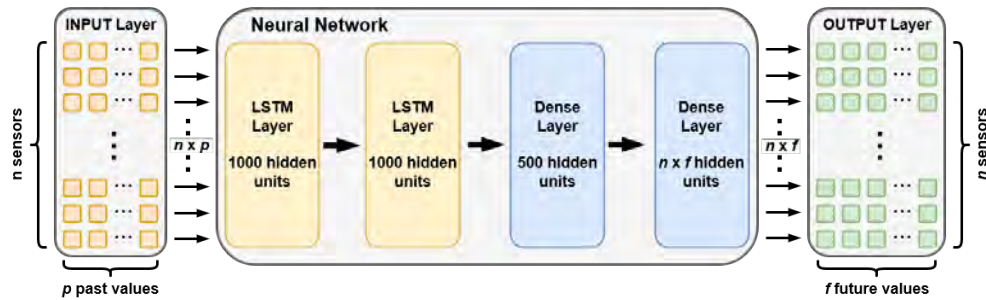 INPUT Layer
Neural Network
OUTPUT Layer
n sensors
n x p
LSTM
Layer
1000 hidden
units
LSTM
Layer
1000 hidden
units
Dense
Layer
500 hidden
units
Dense
Layer
n x f hidden
units
n x f
n sensors
p past values
f future values